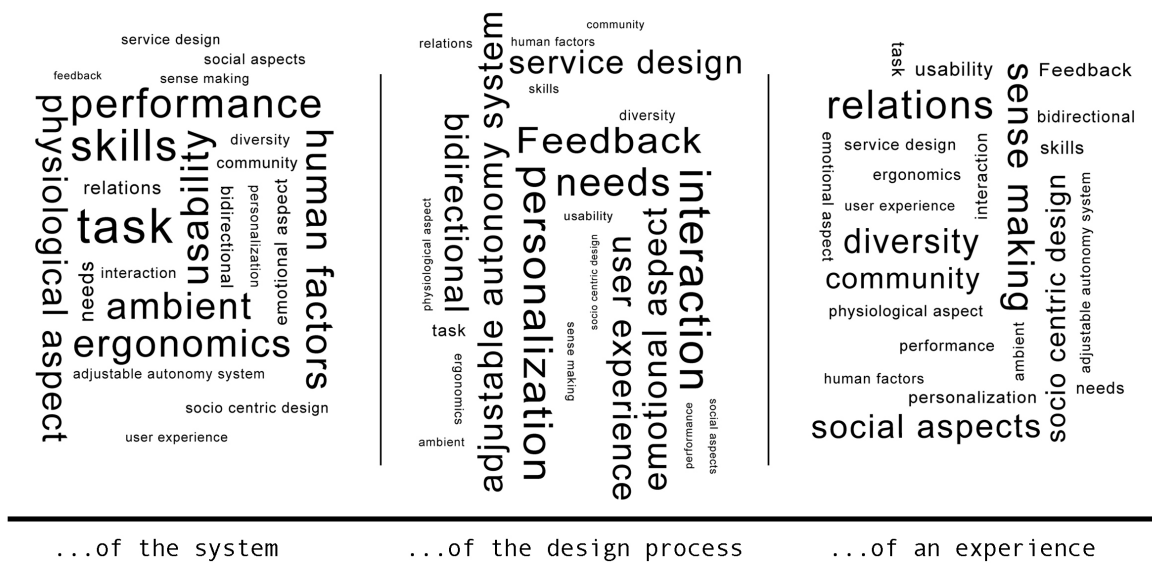 service design
social aspects
feedback
sense making
performance
physiological aspect
skills
usability
diversity
human factors
community
relations
bidirectional
personalization
emotional aspect
task
needs
interaction
ambient
ergonomics
adjustable autonomy system
socio centric design
user experience
community
relations
human factors
adjustable autonomy system
service design
skills
diversity
bidirectional
Feedback
personalization
needs
interaction
physiological aspect
usability
emotional aspect
socio centric design
user experience
task
sense making
ergonomics
performance
social aspects
ambient
task
usability
sense making
Feedback
relations
bidirectional
emotional aspect
service design
interaction
skills
ergonomics
socio centric design
adjustable autonomy system
user experience
diversity
community
physiological aspect
ambient
performance
human factors
needs
personalization
social aspects
...of the system
...of the design process
...of an experience